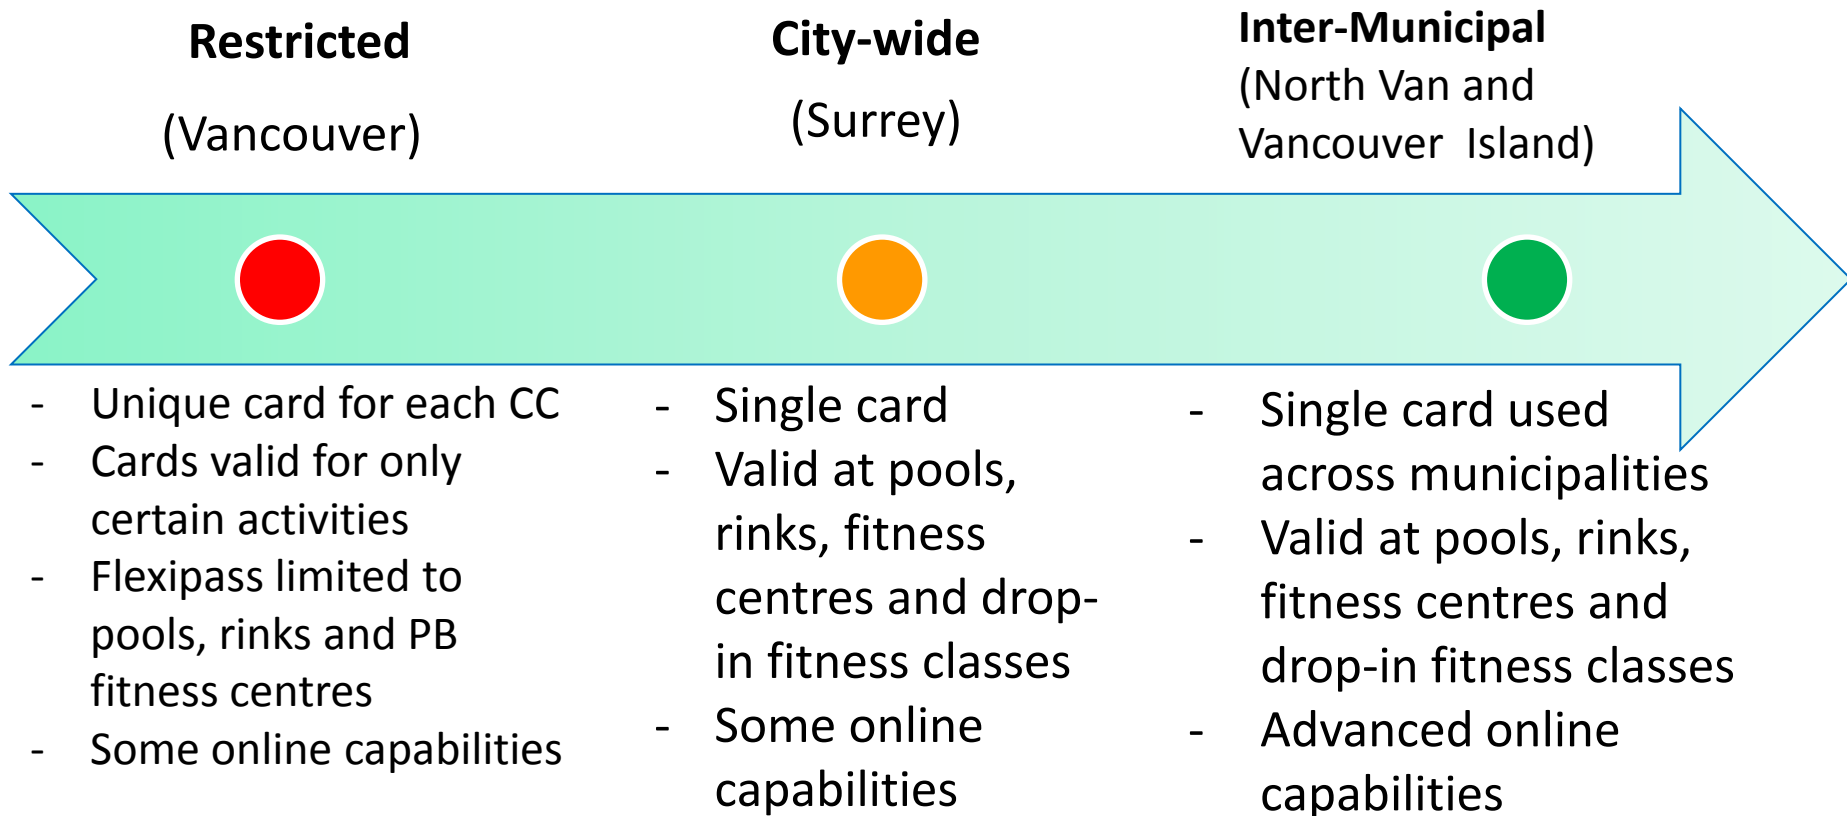 Restricted
(Vancouver)
City-wide
(Surrey)
Inter-Municipal
(North Van and
Vancouver Island)
- Unique card for each CC
- Cards valid for only
certain activities
- Flexipass limited to
pools, rinks and PB
fitness centres
- Some online capabilities
- Single card
- Valid at pools,
rinks, fitness
centres and drop-
in fitness classes
- Some online
capabilities
- Single card used
across municipalities
- Valid at pools, rinks,
fitness centres and
drop-in fitness classes
- Advanced online
capabilities